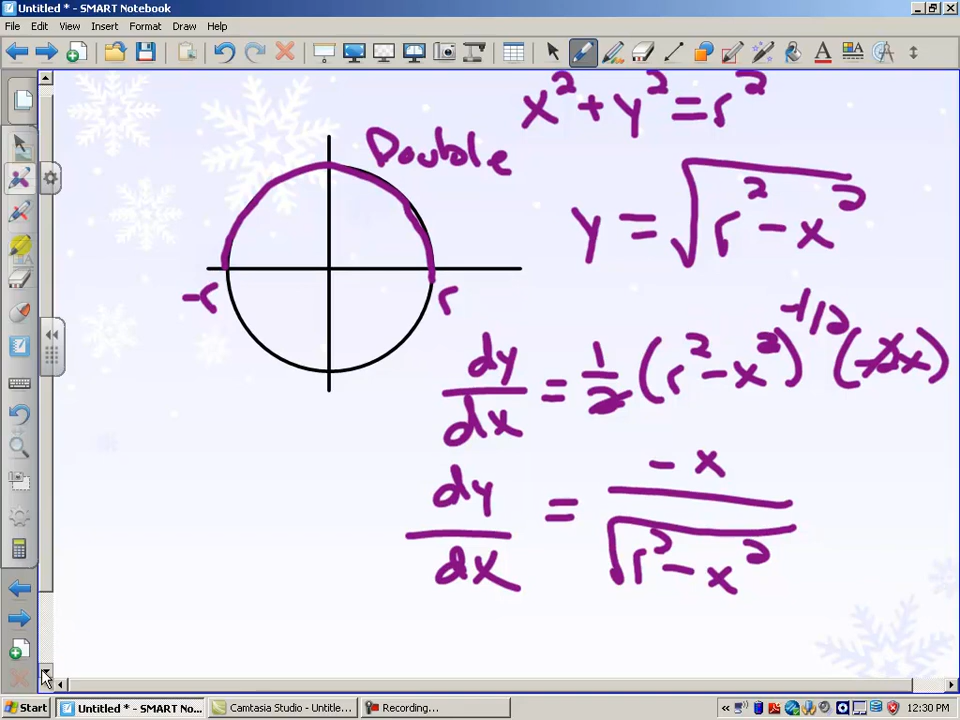 Untitled * - SMART Notebook
File Edit View Insert Format Draw Help
x² + y² = r²
Double
y = √(r² - x²)
-r r
dy/dx = 1/2 (r² - x²)^(-1/2) (-2x)
dy/dx = -x/√(r² - x²)
Start Untitled * - SMART No... Camtasia Studio - Untitle... Recording... 12:30 PM